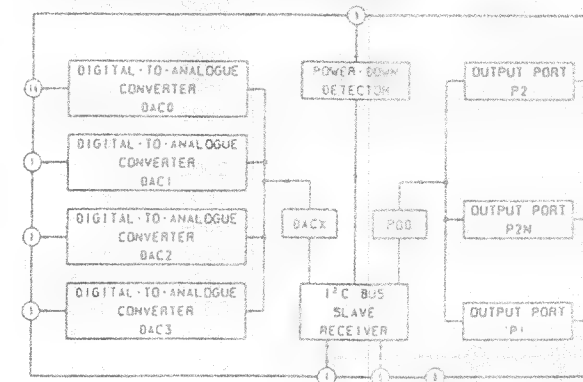 DIGITAL·TO·ANALOGUE
CONVERTER
DAC0
DIGITAL·TO·ANALOGUE
CONVERTER
DAC1
DIGITAL·TO·ANALOGUE
CONVERTER
DAC2
DIGITAL·TO·ANALOGUE
CONVERTER
DAC3
POWER-DOWN
DETECTOR
DACX
POD
I²C BUS
SLAVE
RECEIVER
OUTPUT PORT
P2
OUTPUT PORT
P2N
OUTPUT PORT
P1